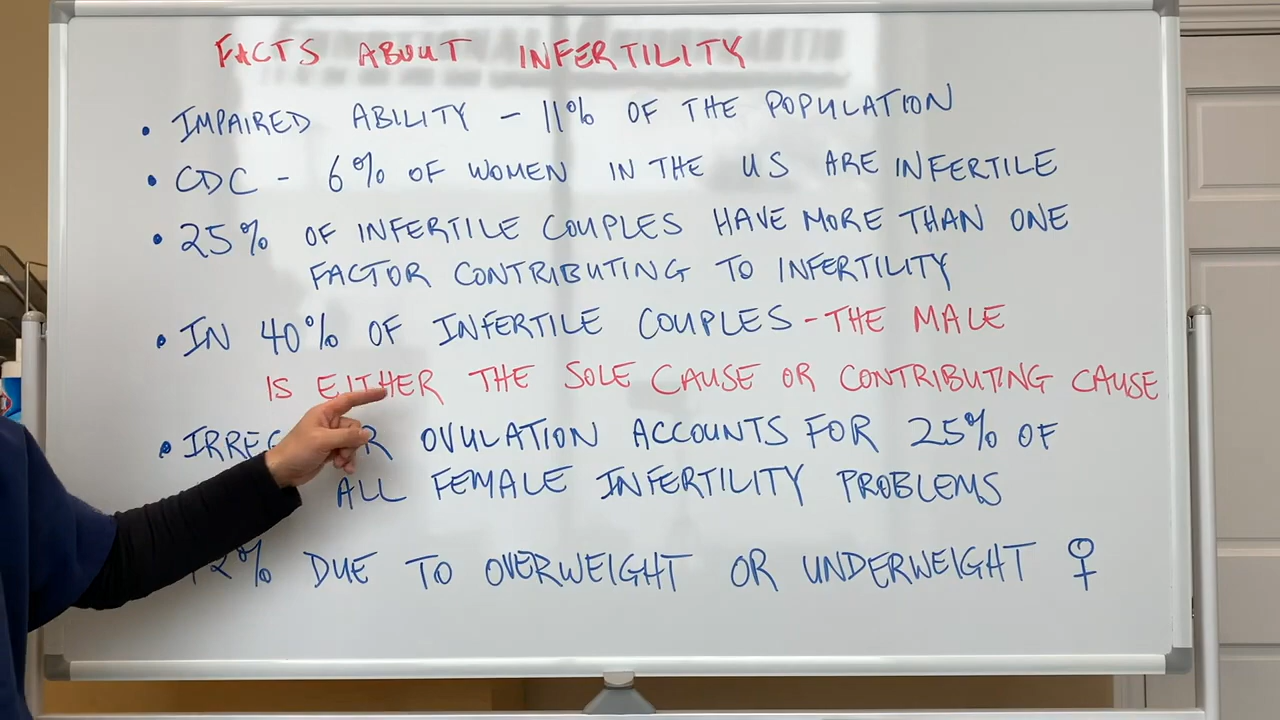 FACTS ABOUT INFERTILITY
• IMPAIRED ABILITY - 11% OF THE POPULATION
• CDC - 6% OF WOMEN IN THE US ARE INFERTILE
• 25% OF INFERTILE COUPLES HAVE MORE THAN ONE
FACTOR CONTRIBUTING TO INFERTILITY
• IN 40% OF INFERTILE COUPLES - THE MALE
IS EITHER THE SOLE CAUSE OR CONTRIBUTING CAUSE
• OVULATION ACCOUNTS FOR 25% OF
ALL FEMALE INFERTILITY PROBLEMS
12% DUE TO OVERWEIGHT OR UNDERWEIGHT ♀